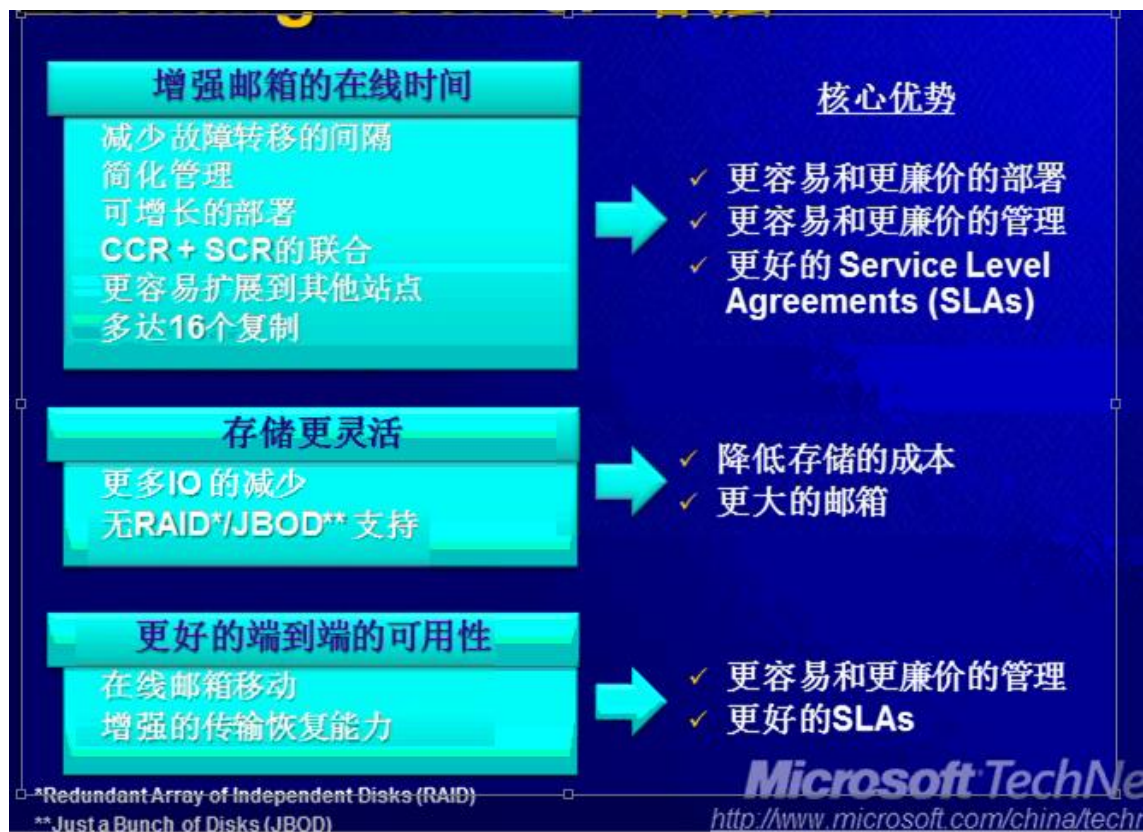 增强邮箱的在线时间
减少故障转移的间隔
简化管理
可增长的部署
CCR + SCR的联合
更容易扩展到其他站点
多达16个复制
核心优势
✓ 更容易和更廉价的部署
✓ 更容易和更廉价的管理
✓ 更好的 Service Level
Agreements (SLAs)
存储更灵活
更多IO 的减少
无RAID*/JBOD** 支持
✓ 降低存储的成本
✓ 更大的邮箱
更好的端到端的可用性
在线邮箱移动
增强的传输恢复能力
✓ 更容易和更廉价的管理
✓ 更好的SLAs
*Redundant Array of Independent Disks (RAID)
**Just a Bunch of Disks (JBOD)
Microsoft TechNe
http://www.microsoft.com/china/techn